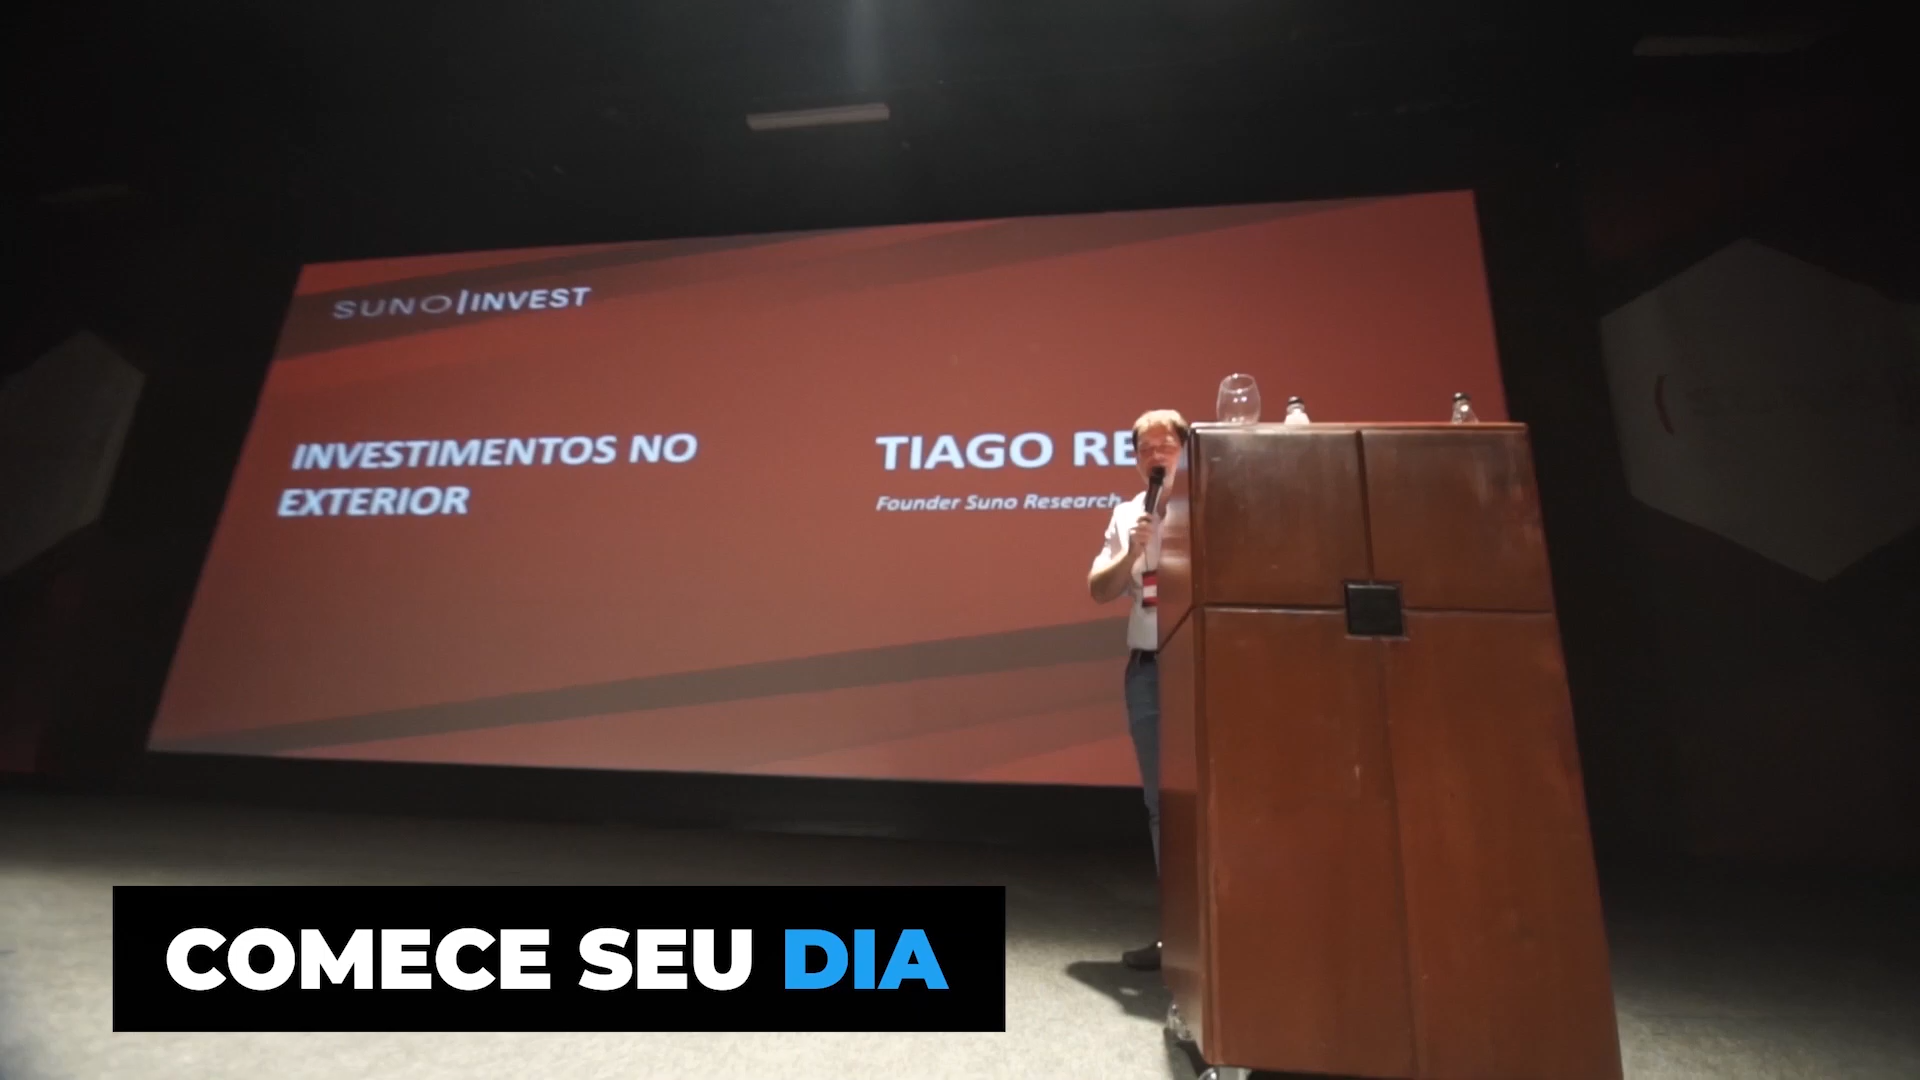 SUNO|INVEST
INVESTIMENTOS NO
EXTERIOR
TIAGO RE
Founder Suno Research
COMECE SEU DIA